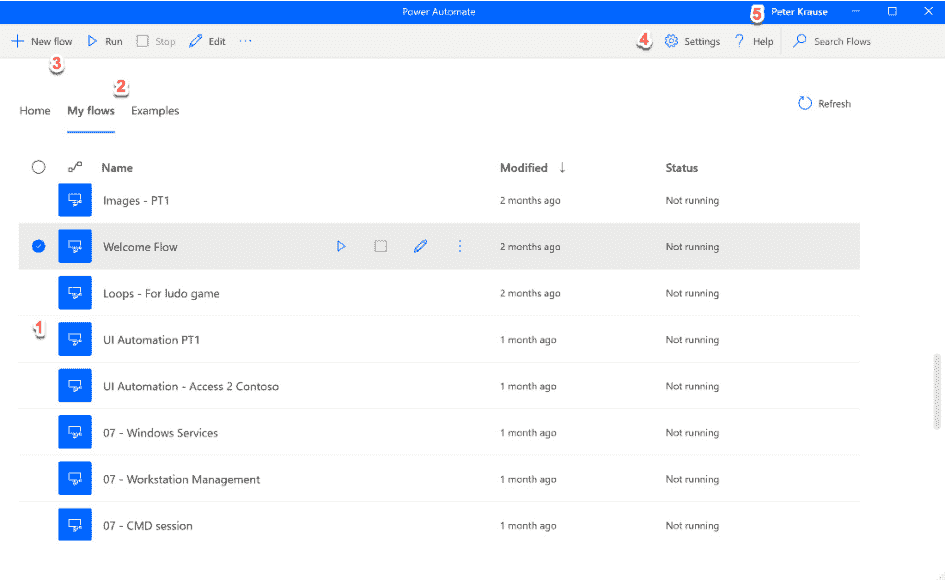 Power Automate 5 Peter Krause
New flow Run Stop Edit ... 4 Settings ? Help Search Flows
3
2
Home My flows Examples Refresh
Name Modified ↓ Status
Images - PT1 2 months ago Not running
Welcome Flow 2 months ago Not running
Loops - For ludo game 2 months ago Not running
1 UI Automation PT1 1 month ago Not running
UI Automation - Access 2 Contoso 1 month ago Not running
07 - Windows Services 1 month ago Not running
07 - Workstation Management 1 month ago Not running
07 - CMD session 1 month ago Not running